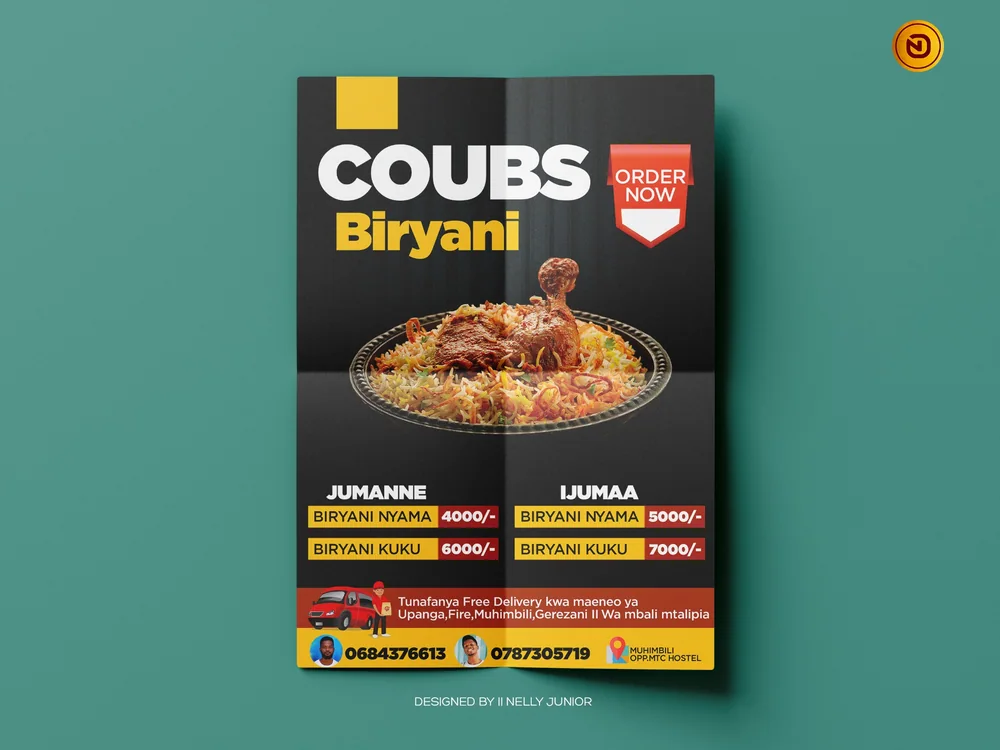 COUBS
Biryani
ORDER
NOW
JUMANNE
BIRYANI NYAMA 4000/-
BIRYANI KUKU 6000/-
IJUMAA
BIRYANI NYAMA 5000/-
BIRYANI KUKU 7000/-
Tunafanya Free Delivery kwa maeneo ya
Upanga,Fire,Muhimbili,Gerezani II Wa mbali mtalipia
0684376613
0787305719
MUHIMBILI
OPP.MTC HOSTEL
DESIGNED BY II NELLY JUNIOR